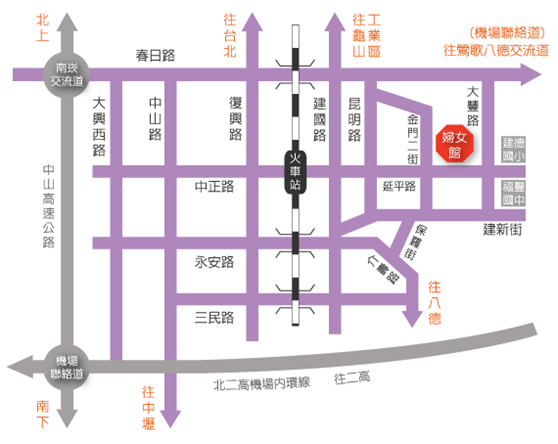 北上
往台北
往工業區
龜山
(機場聯絡道)
往鶯歌八德交流道
春日路
南崁
交流道
大興西路
中山路
復興路
建國路
昆明路
金門二街
大豐路
婦女
館
建德
國小
火車站
中山高速公路
中正路
延平路
福豐
國中
建新街
保羅街
永安路
介壽路
往八德
三民路
機場
聯絡道
北二高機場內環線
往二高
南下
往中壢